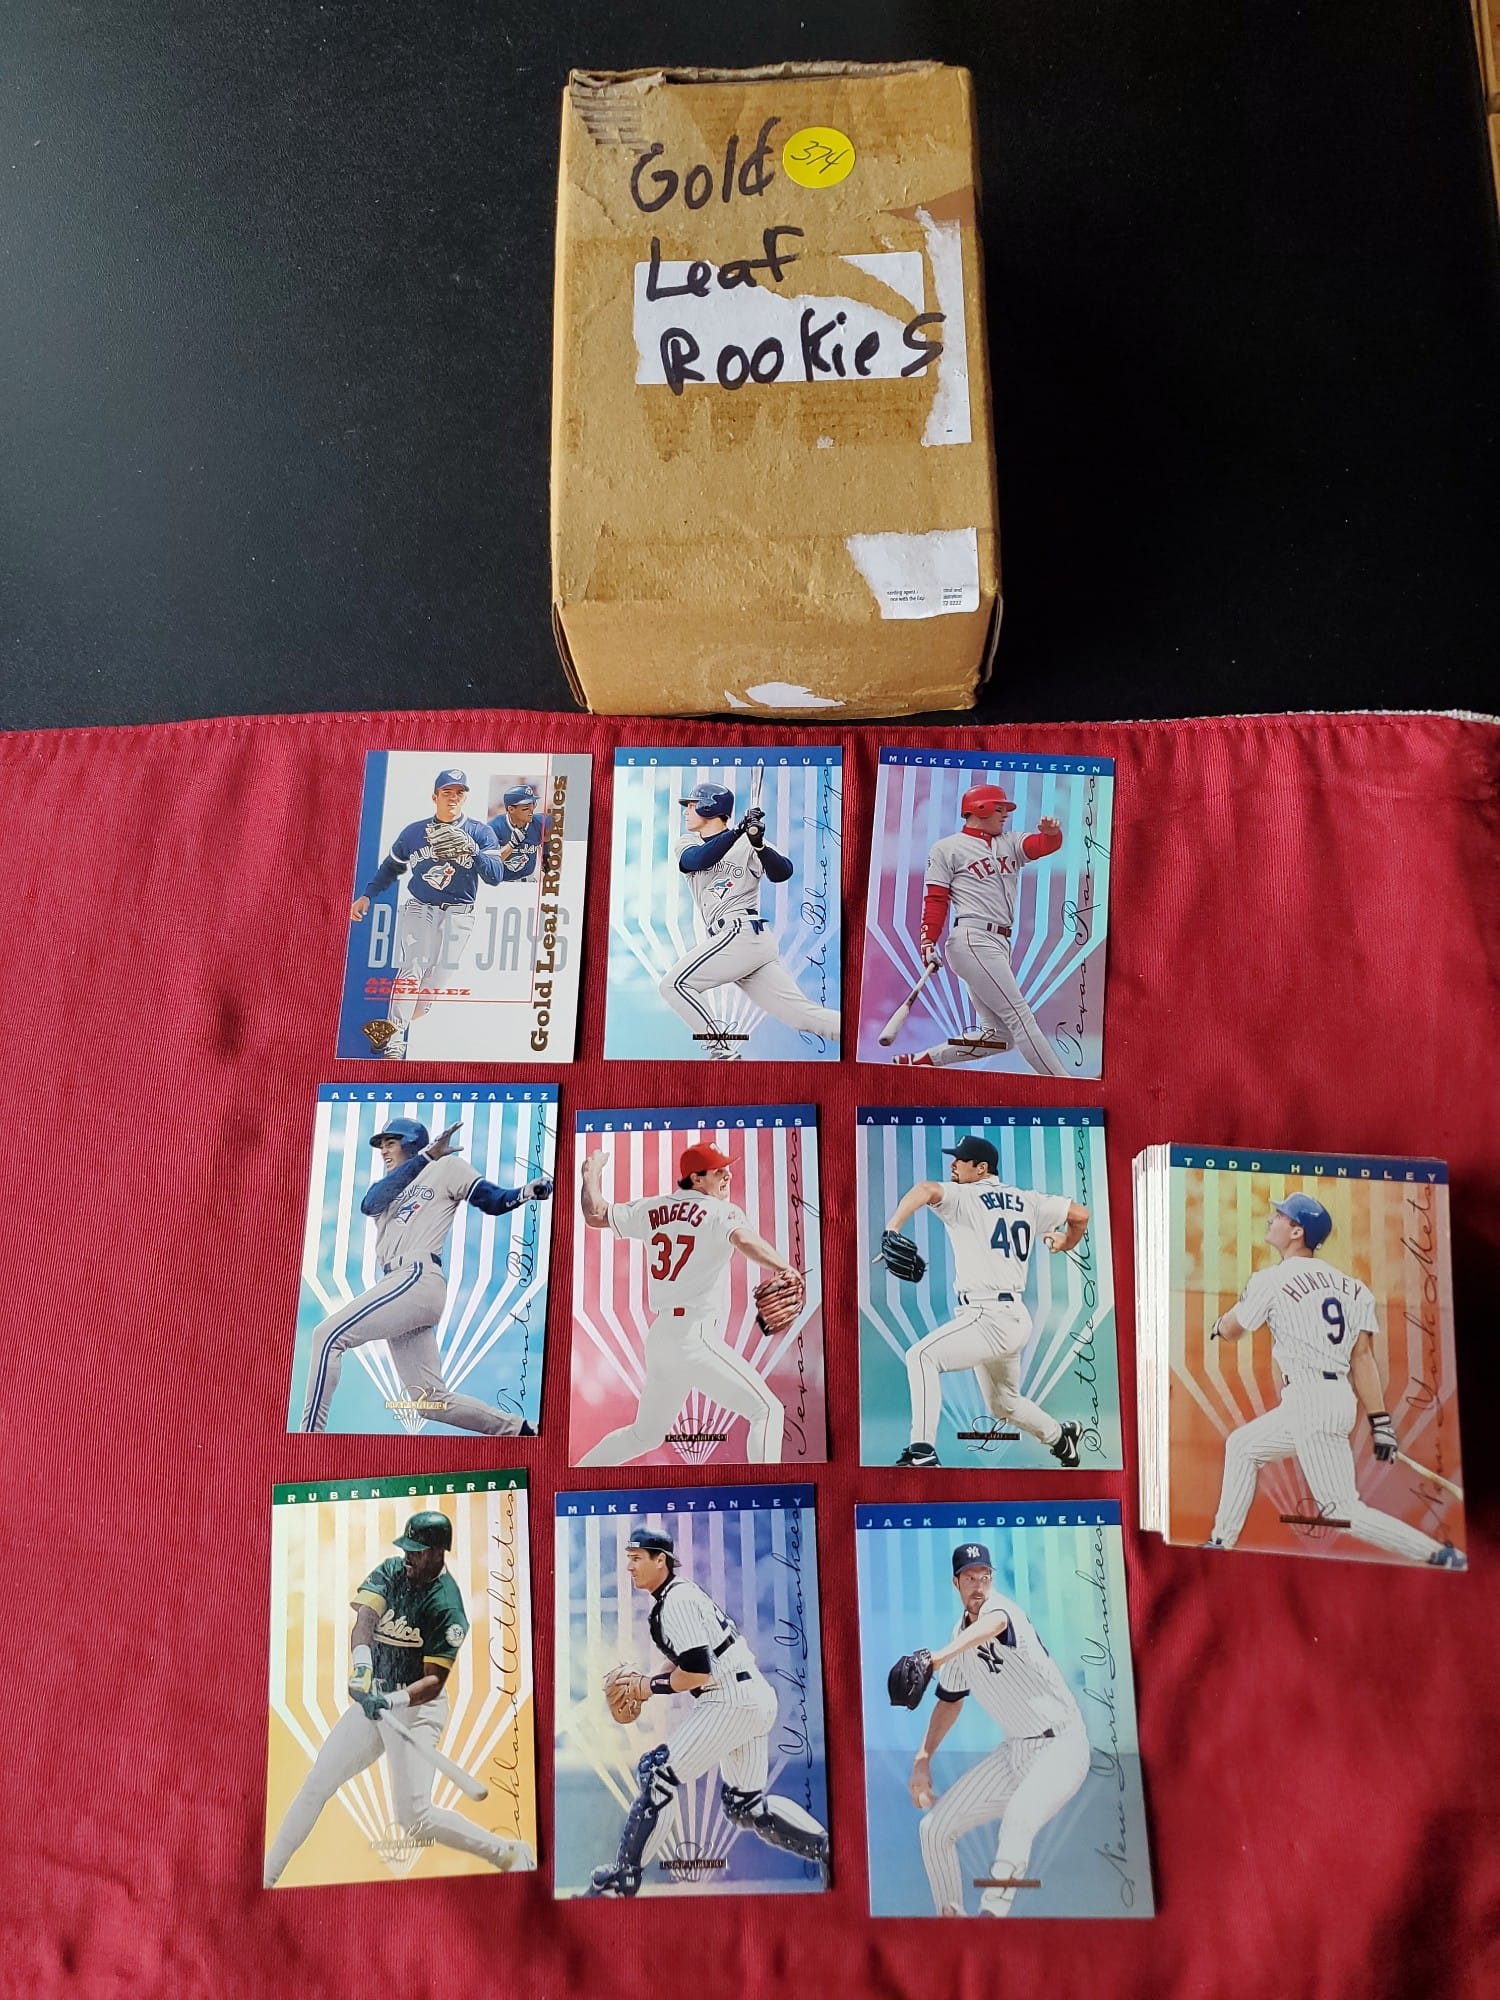 Gold
374
Leaf
Rookies
BLUE JAYS
ALEX
GONZALEZ
Gold Leaf Rookies
ED SPRAGUE
Toronto Blue Jays
MICKEY TETTLETON
TEX
Texas Rangers
ALEX GONZALEZ
Toronto Blue Jays
KENNY ROGERS
ROGERS
37
Texas Rangers
ANDY BENES
BENES
40
Seattle Mariners
TODD HUNDLEY
HUNDLEY
9
New York Mets
RUBEN SIERRA
Oakland Athletics
MIKE STANLEY
New York Yankees
JACK McDOWELL
NY
New York Yankees